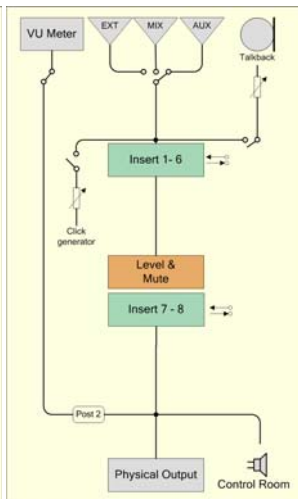 VU Meter
EXT
MIX
AUX
Talkback
Insert 1- 6
Click
generator
Level &
Mute
Insert 7 - 8
Post 2
Physical Output
Control Room